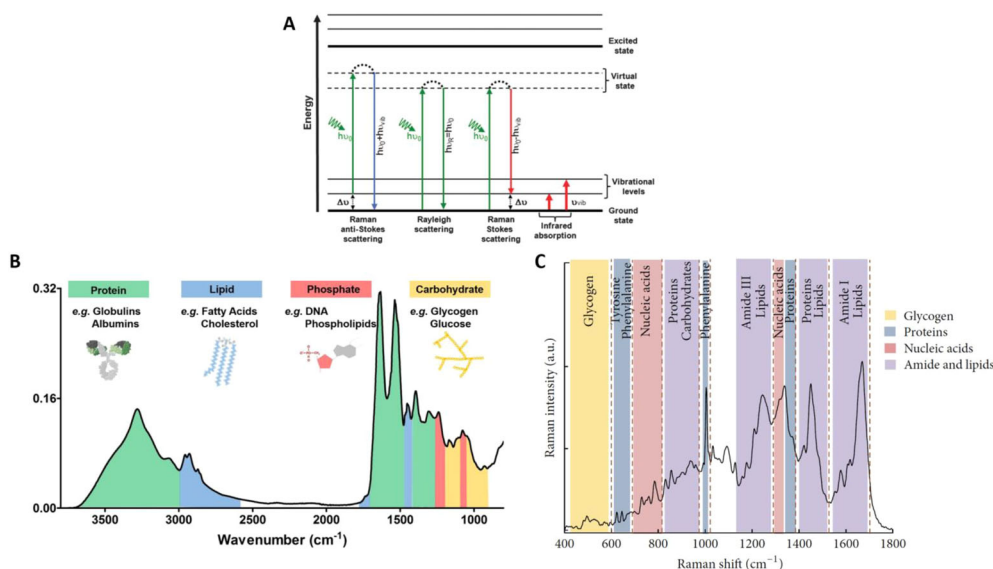 A
Energy
Excited
state
Virtual
state
hυ₀
hυ₀+hυvib
hυ₀
hυR=hυ₀
hυ₀
hυ₀-hυvib
Vibrational
levels
Δυ
Δυ
υvib
Ground
state
Raman
anti-Stokes
scattering
Rayleigh
scattering
Raman
Stokes
scattering
Infrared
absorption
B
Protein
Lipid
Phosphate
Carbohydrate
e.g. Globulins
Albumins
e.g. Fatty Acids
Cholesterol
e.g. DNA
Phospholipids
e.g. Glycogen
Glucose
0.32
0.16
0.00
3500 3000 2500 2000 1500 1000
Wavenumber (cm⁻¹)
C
Glycogen
Tyrosine
Phenylalanine
Nucleic acids
Proteins
Carbohydrates
Phenylalanine
Amide III
Lipids
Nucleic acids
Proteins
Proteins
Lipids
Amide I
Lipids
Glycogen
Proteins
Nucleic acids
Amide and lipids
Raman intensity (a.u.)
400 600 800 1000 1200 1400 1600 1800
Raman shift (cm⁻¹)